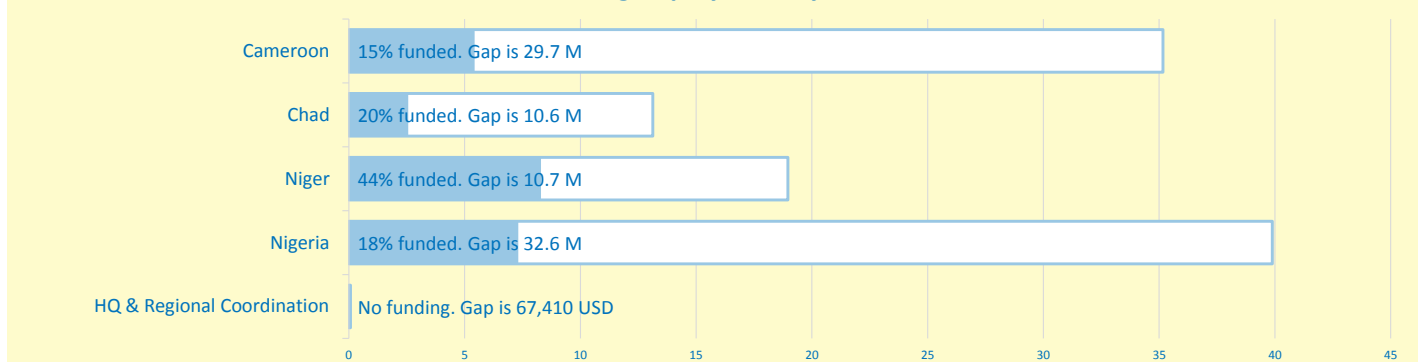 Cameroon 15% funded. Gap is 29.7 M
Chad 20% funded. Gap is 10.6 M
Niger 44% funded. Gap is 10.7 M
Nigeria 18% funded. Gap is 32.6 M
HQ & Regional Coordination No funding. Gap is 67,410 USD
0 5 10 15 20 25 30 35 40 45